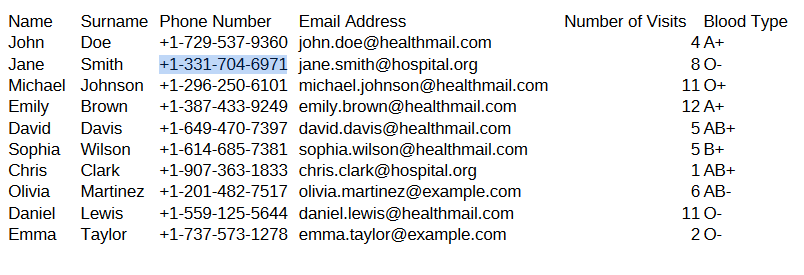 Name Surname Phone Number Email Address Number of Visits Blood Type
John Doe +1-729-537-9360 john.doe@healthmail.com 4 A+
Jane Smith +1-331-704-6971 jane.smith@hospital.org 8 O-
Michael Johnson +1-296-250-6101 michael.johnson@healthmail.com 11 O+
Emily Brown +1-387-433-9249 emily.brown@healthmail.com 12 A+
David Davis +1-649-470-7397 david.davis@healthmail.com 5 AB+
Sophia Wilson +1-614-685-7381 sophia.wilson@healthmail.com 5 B+
Chris Clark +1-907-363-1833 chris.clark@hospital.org 1 AB+
Olivia Martinez +1-201-482-7517 olivia.martinez@example.com 6 AB-
Daniel Lewis +1-559-125-5644 daniel.lewis@healthmail.com 11 O-
Emma Taylor +1-737-573-1278 emma.taylor@example.com 2 O-